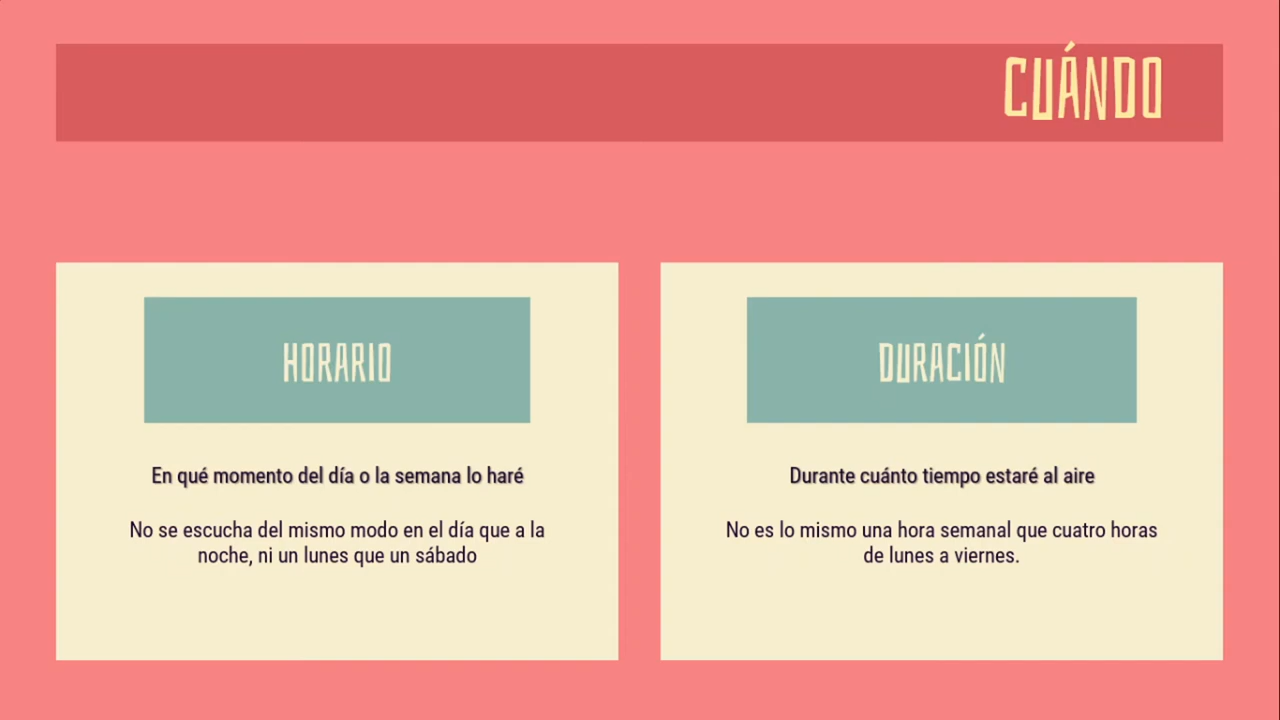 CUÁNDO
HORARIO
En qué momento del día o la semana lo haré
No se escucha del mismo modo en el día que a la
noche, ni un lunes que un sábado
DURACIÓN
Durante cuánto tiempo estaré al aire
No es lo mismo una hora semanal que cuatro horas
de lunes a viernes.